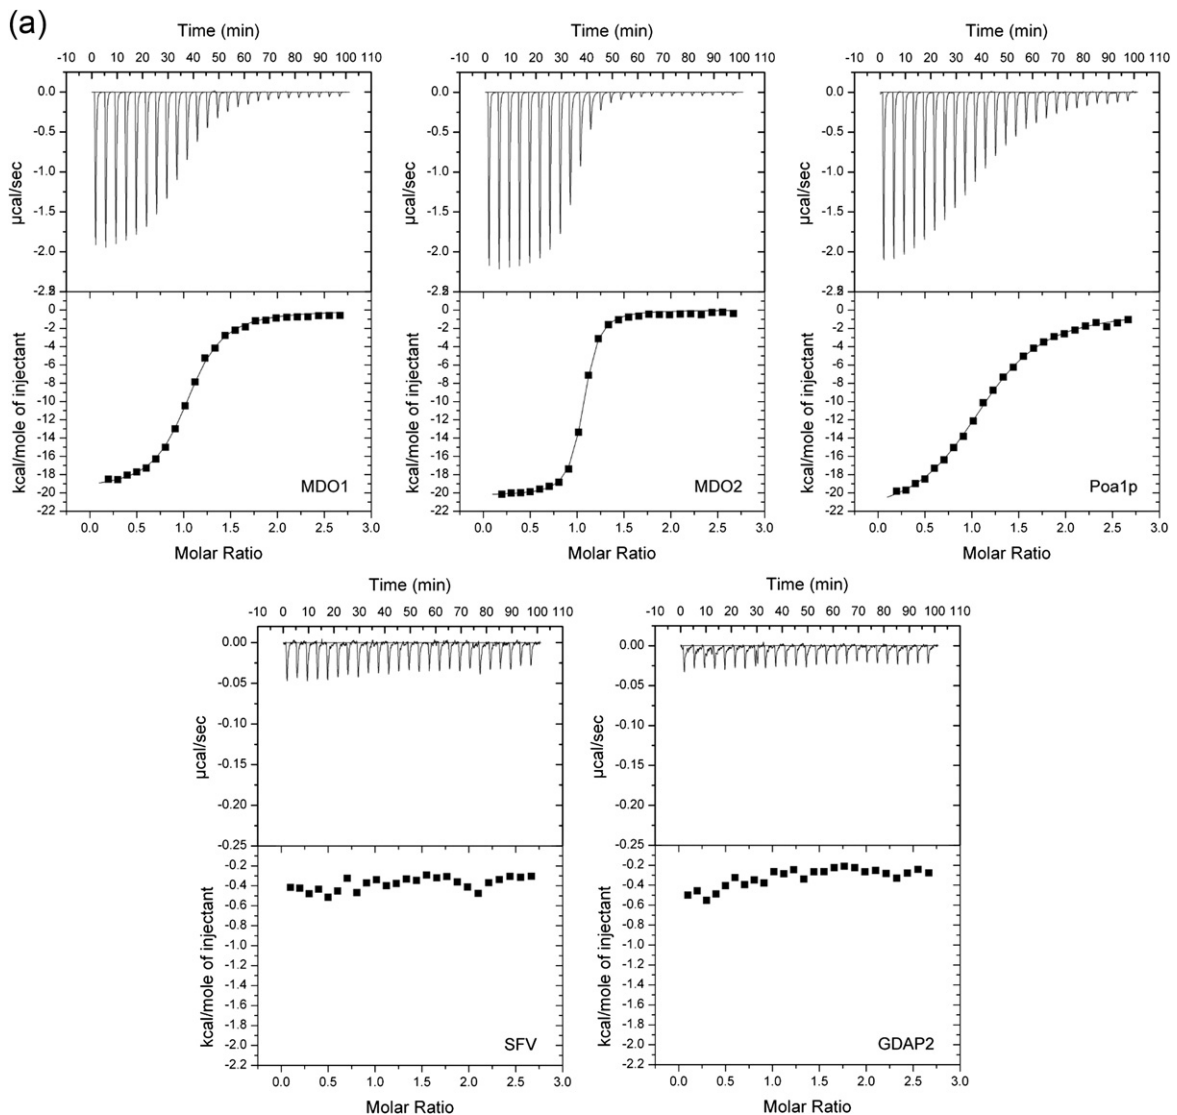 (a)
Time (min) Time (min) Time (min)
-10 0 10 20 30 40 50 60 70 80 90 100 110 -10 0 10 20 30 40 50 60 70 80 90 100 110 -10 0 10 20 30 40 50 60 70 80 90 100 110
0.0 0.0 0.0
-0.5 -0.5 -0.5
-1.0 -1.0 -1.0
µcal/sec µcal/sec µcal/sec
-1.5 -1.5 -1.5
-2.0 -2.0 -2.0
0 0 0
-2 -2 -2
-4 -4 -4
-6 -6 -6
-8 -8 -8
-10 -10 -10
kcal/mole of injectant kcal/mole of injectant kcal/mole of injectant
-12 -12 -12
-14 -14 -14
-16 -16 -16
-18 -18 -18
MDO1 MDO2 Poa1p
-20 -20 -20
-22 -22 -22
0.0 0.5 1.0 1.5 2.0 2.5 3.0 0.0 0.5 1.0 1.5 2.0 2.5 3.0 0.0 0.5 1.0 1.5 2.0 2.5 3.0
Molar Ratio Molar Ratio Molar Ratio
Time (min) Time (min)
-10 0 10 20 30 40 50 60 70 80 90 100 110 -10 0 10 20 30 40 50 60 70 80 90 100 110
0.00 0.00
-0.05 -0.05
-0.10 -0.10
µcal/sec µcal/sec
-0.15 -0.15
-0.20 -0.20
-0.25 -0.25
-0.2 -0.2
-0.4 -0.4
-0.6 -0.6
-0.8 -0.8
-1.0 -1.0
kcal/mole of injectant kcal/mole of injectant
-1.2 -1.2
-1.4 -1.4
-1.6 -1.6
-1.8 -1.8
-2.0 -2.0
SFV GDAP2
-2.2 -2.2
0.0 0.5 1.0 1.5 2.0 2.5 3.0 0.0 0.5 1.0 1.5 2.0 2.5 3.0
Molar Ratio Molar Ratio